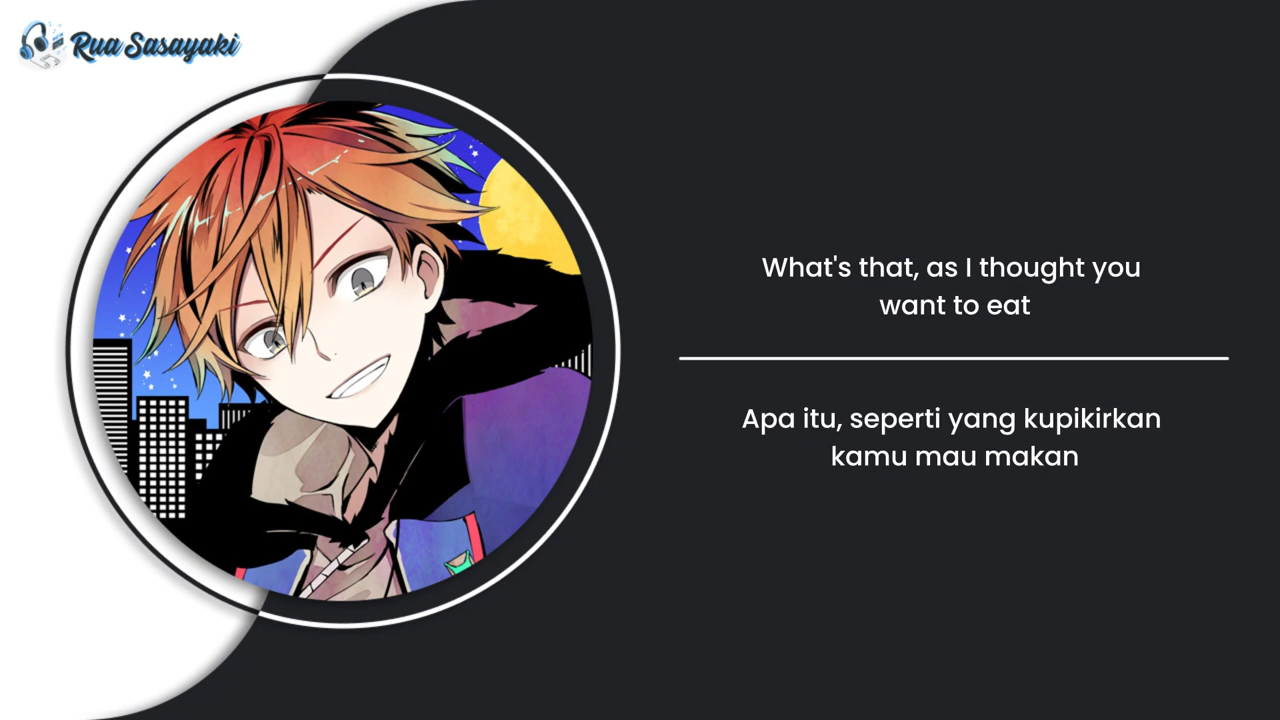 Rua Sasayaki
What's that, as I thought you
want to eat
Apa itu, seperti yang kupikirkan
kamu mau makan